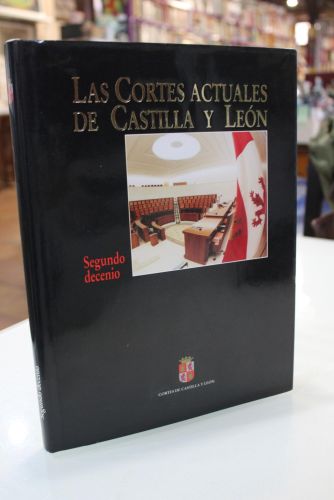 LAS CORTES ACTUALES
DE CASTILLA Y LEÓN
Segundo
decenio
CORTES DE CASTILLA Y LEÓN